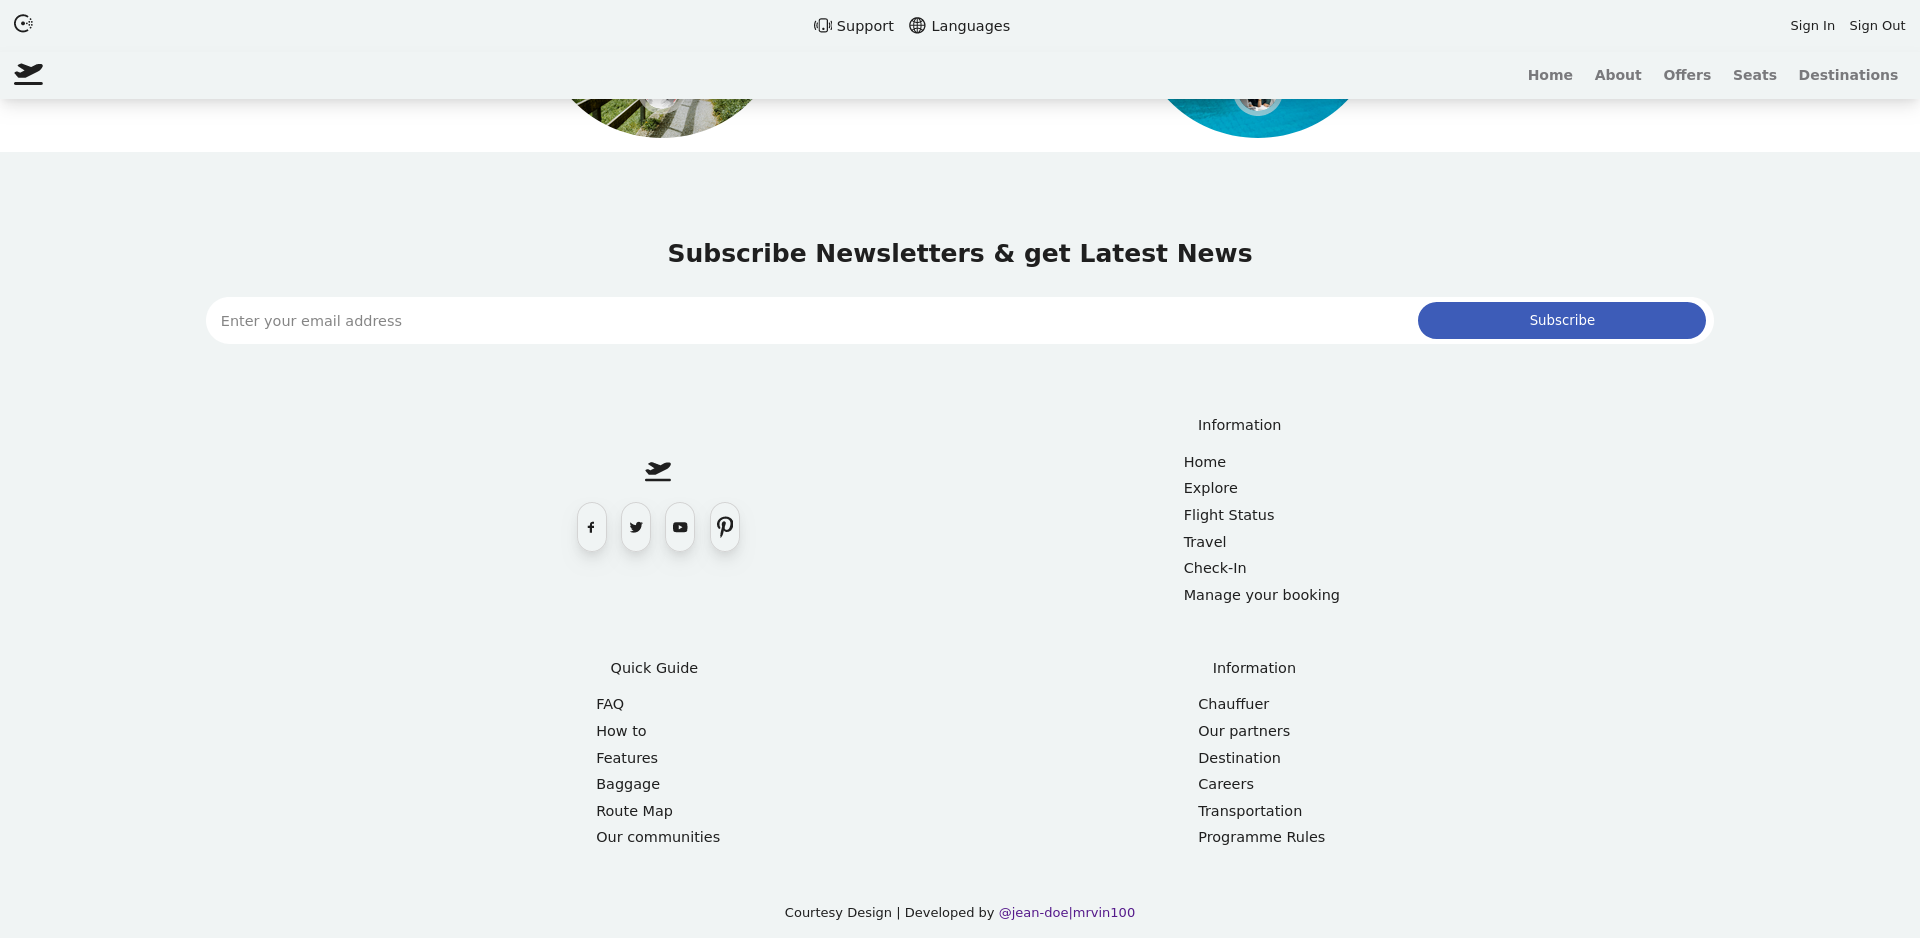 Support Languages Sign In Sign Out
Home About Offers Seats Destinations
Subscribe Newsletters & get Latest News
Enter your email address Subscribe
Information
Home
Explore
Flight Status
Travel
Check-In
Manage your booking
Quick Guide
FAQ
How to
Features
Baggage
Route Map
Our communities
Information
Chauffuer
Our partners
Destination
Careers
Transportation
Programme Rules
Courtesy Design | Developed by @jean-doe|mrvin100